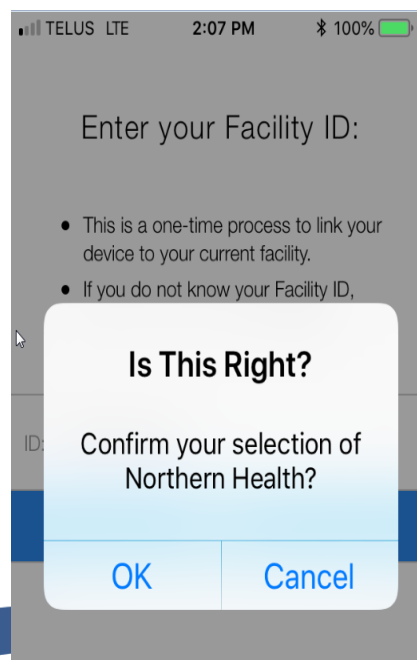 TELUS LTE 2:07 PM 100%
Enter your Facility ID:
• This is a one-time process to link your
device to your current facility.
• If you do not know your Facility ID,
Is This Right?
ID:
Confirm your selection of
Northern Health?
OK Cancel